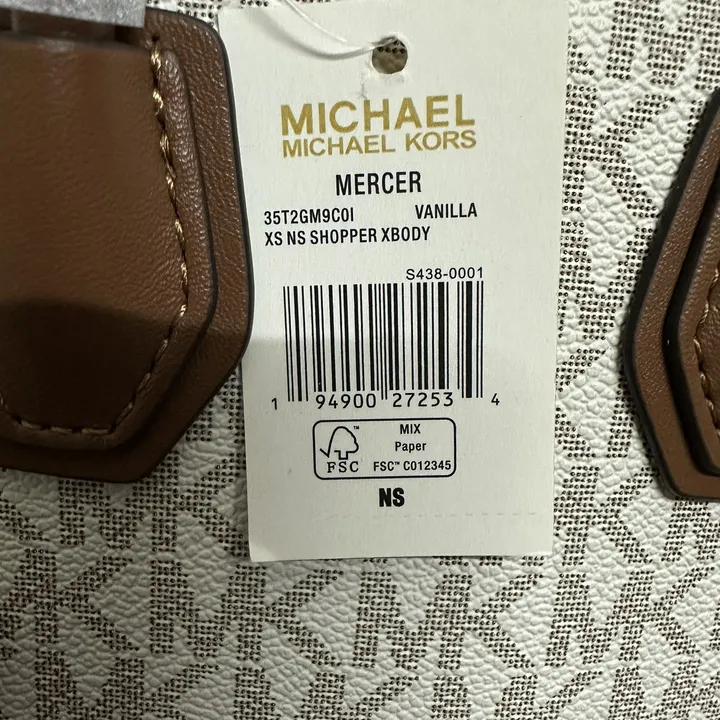 MICHAEL
MICHAEL KORS
MERCER
35T2GM9C0I VANILLA
XS NS SHOPPER XBODY
S438-0001
1 94900 27253 4
FSC
MIX
Paper
FSC™ C012345
NS